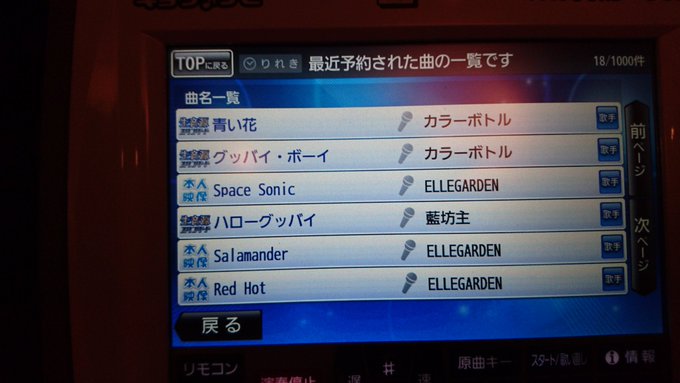 TOPに戻る りれき 最近予約された曲の一覧です 18/1000件
曲名一覧
青い花 カラーボトル 歌手
グッバイ・ボーイ カラーボトル 歌手
本人映像 Space Sonic ELLEGARDEN 歌手
ハローグッバイ 藍坊主 歌手
本人映像 Salamander ELLEGARDEN 歌手
本人映像 Red Hot ELLEGARDEN 歌手
前ページ
次ページ
戻る
リモコン 演奏停止 遅 ♯ 速 原曲キー 情報